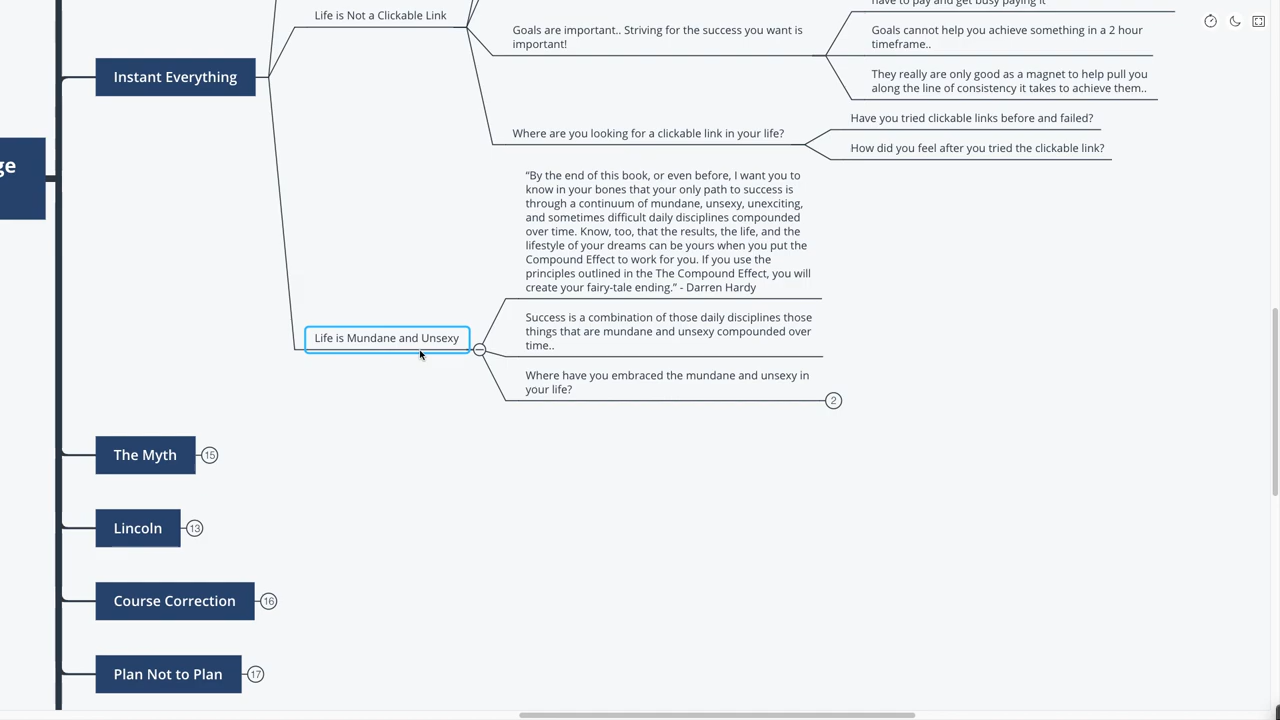 have to pay and get busy paying it
Life is Not a Clickable Link
Goals are important.. Striving for the success you want is
important!
Goals cannot help you achieve something in a 2 hour
timeframe..
Instant Everything
They really are only good as a magnet to help pull you
along the line of consistency it takes to achieve them..
Where are you looking for a clickable link in your life?
Have you tried clickable links before and failed?
How did you feel after you tried the clickable link?
ge
"By the end of this book, or even before, I want you to
know in your bones that your only path to success is
through a continuum of mundane, unsexy, unexciting,
and sometimes difficult daily disciplines compounded
over time. Know, too, that the results, the life, and the
lifestyle of your dreams can be yours when you put the
Compound Effect to work for you. If you use the
principles outlined in the The Compound Effect, you will
create your fairy-tale ending." - Darren Hardy
Life is Mundane and Unsexy
Success is a combination of those daily disciplines those
things that are mundane and unsexy compounded over
time..
Where have you embraced the mundane and unsexy in
your life?
2
The Myth
15
Lincoln
13
Course Correction
16
Plan Not to Plan
17